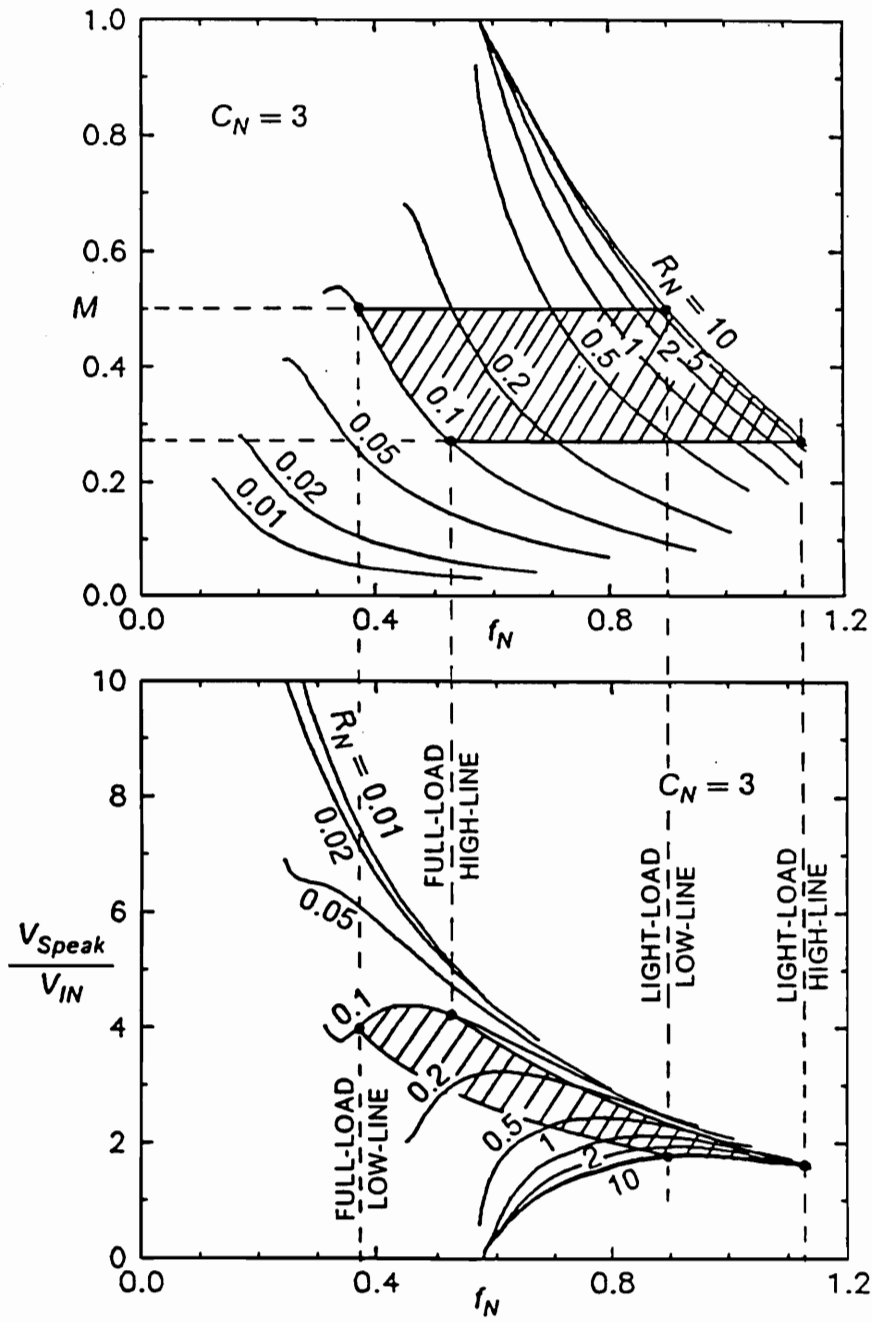 1.0
C_N = 3
0.8
0.6
R_N = 10
M
0.5
1
2
5
0.4
0.2
0.1
0.05
0.2
0.02
0.01
0.0
0.0
0.4
0.8
1.2
f_N
10
R_N = 0.01
C_N = 3
8
0.02
FULL-LOAD
HIGH-LINE
6
0.05
LIGHT-LOAD
LOW-LINE
LIGHT-LOAD
HIGH-LINE
V_Speak
V_IN
0.1
4
0.2
FULL-LOAD
LOW-LINE
0.5
1
2
2
10
0
0.0
0.4
0.8
1.2
f_N